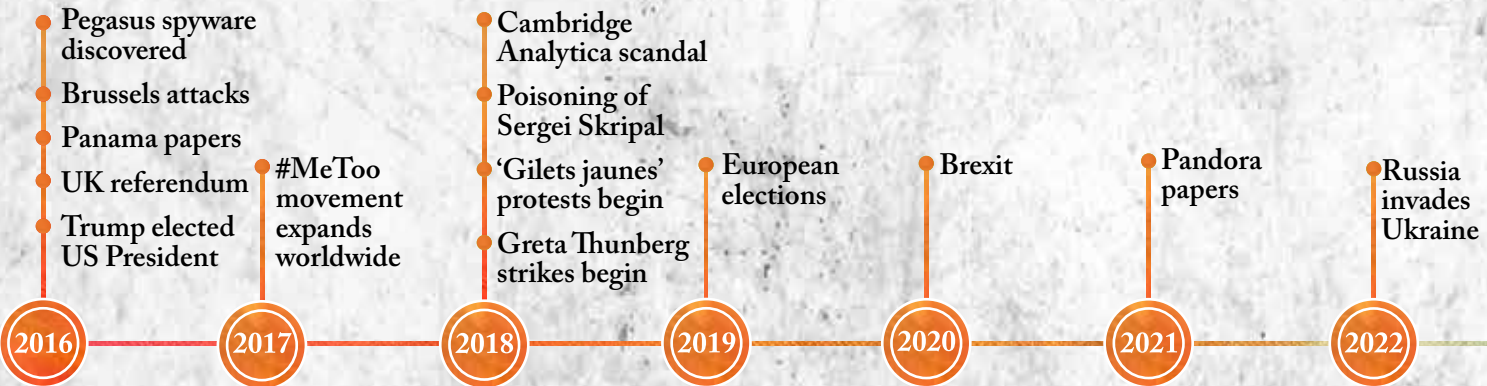 Pegasus spyware
discovered
Brussels attacks
Panama papers
UK referendum
Trump elected
US President
2016
#MeToo
movement
expands
worldwide
2017
Cambridge
Analytica scandal
Poisoning of
Sergei Skripal
‘Gilets jaunes’
protests begin
Greta Thunberg
strikes begin
2018
European
elections
2019
Brexit
2020
Pandora
papers
2021
Russia
invades
Ukraine
2022